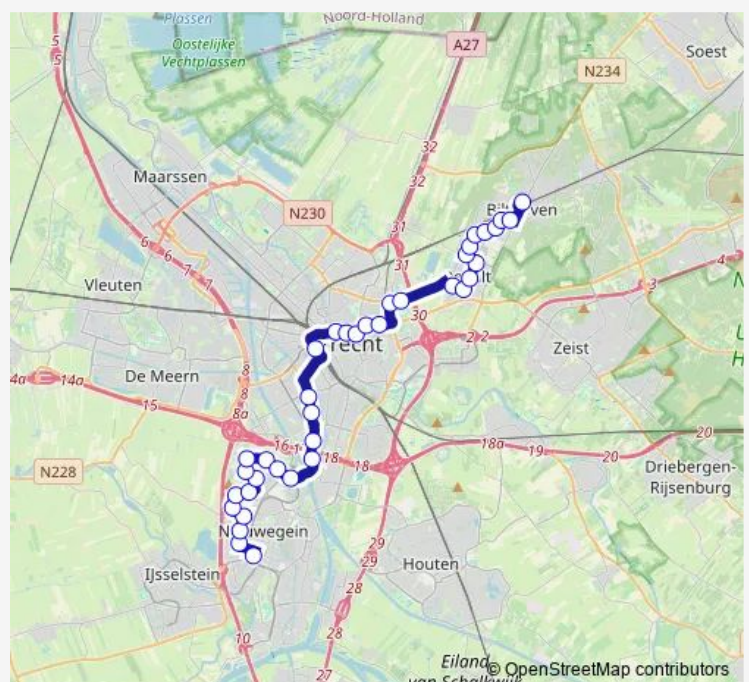 Plassen
Noord-Holland
Oostelijke
Vechtplassen
A27
Soest
N234
5
5
32
32
Maarssen
N230
31
31
6
6
7
7
Vleuten
3
4
30
2
2
Zeist
De Meern
8
8
4a
14a
15
8a
16
18
18
18a
19
20
20
N228
Driebergen-
Rijsenburg
IJsselstein
Houten
29
29
28
28
10
27
Eiland
© OpenStreetMap contributors